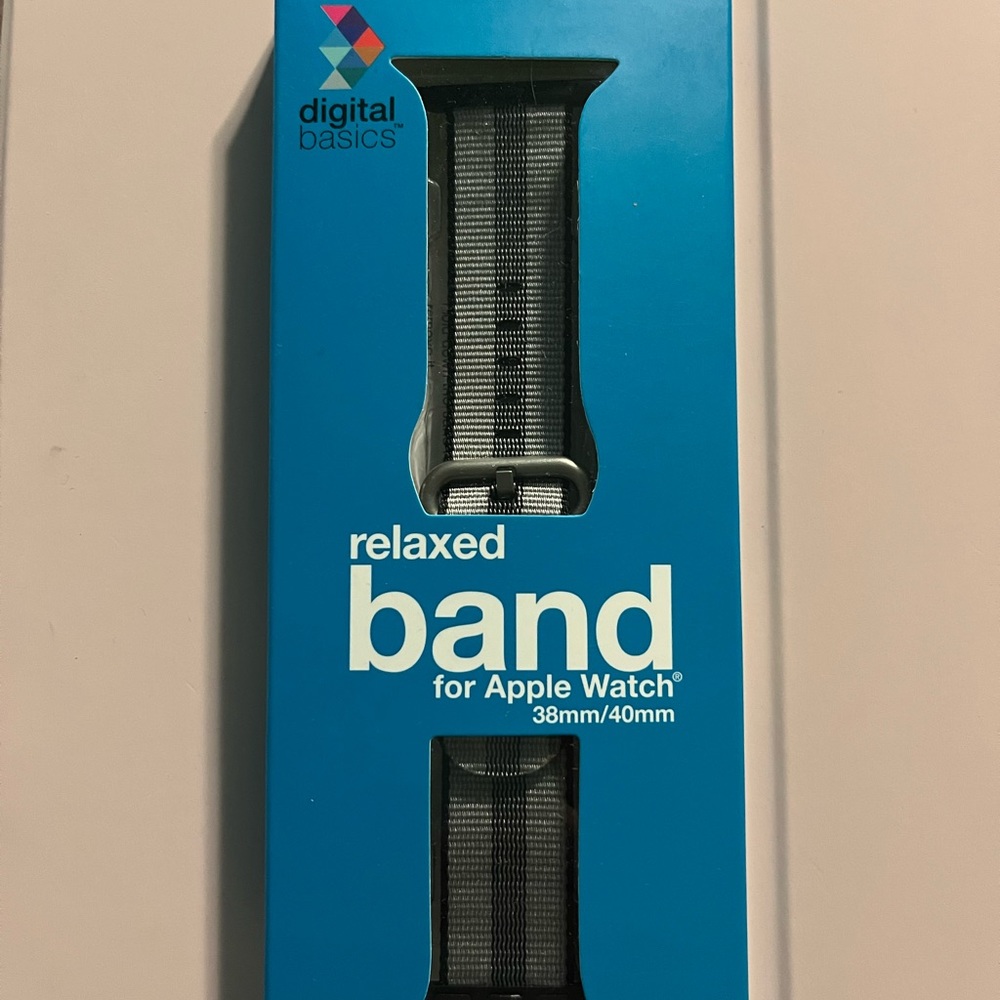 digital
basics™
relaxed
band
for Apple Watch®
38mm/40mm